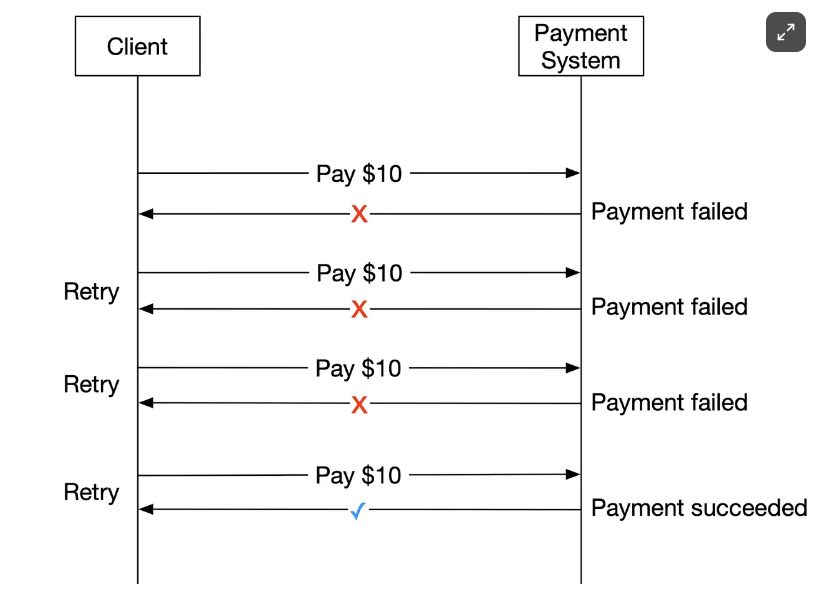 Client
Payment
System
Pay $10
X
Payment failed
Pay $10
Retry
X
Payment failed
Pay $10
Retry
X
Payment failed
Pay $10
Retry
✓
Payment succeeded